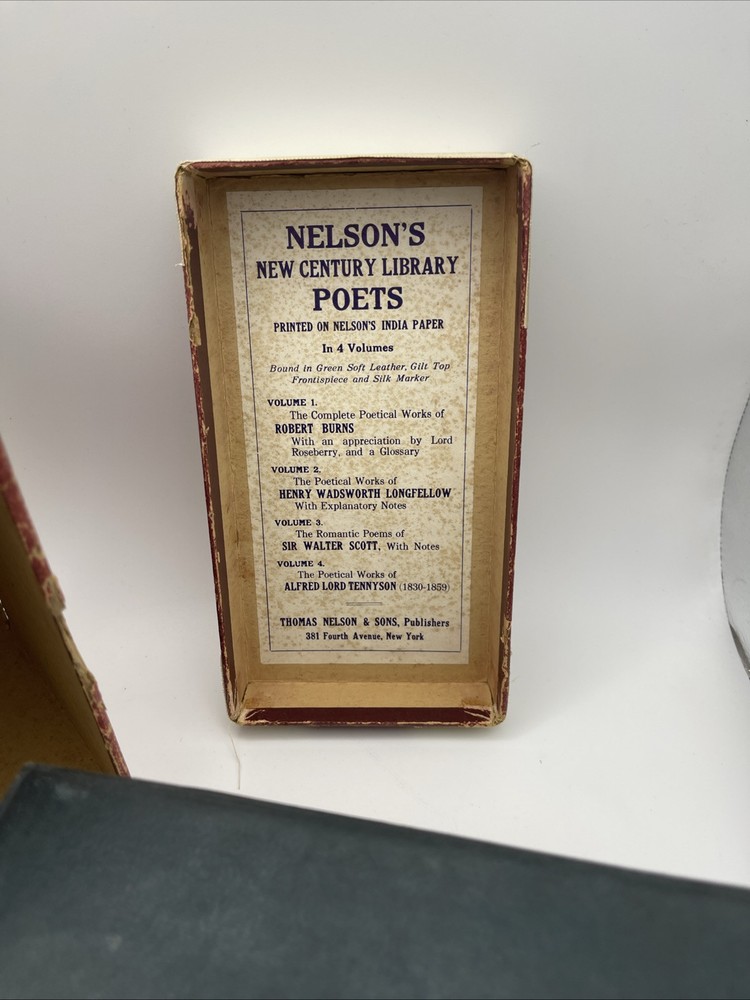 NELSON'S
NEW CENTURY LIBRARY
POETS
PRINTED ON NELSON'S INDIA PAPER
In 4 Volumes
Bound in Green Soft Leather, Gilt Top
Frontispiece and Silk Marker
VOLUME 1.
The Complete Poetical Works of
ROBERT BURNS
With an appreciation by Lord
Roseberry, and a Glossary
VOLUME 2.
The Poetical Works of
HENRY WADSWORTH LONGFELLOW
With Explanatory Notes
VOLUME 3.
The Romantic Poems of
SIR WALTER SCOTT, With Notes
VOLUME 4.
The Poetical Works of
ALFRED LORD TENNYSON (1830-1859)
THOMAS NELSON & SONS, Publishers
381 Fourth Avenue, New York